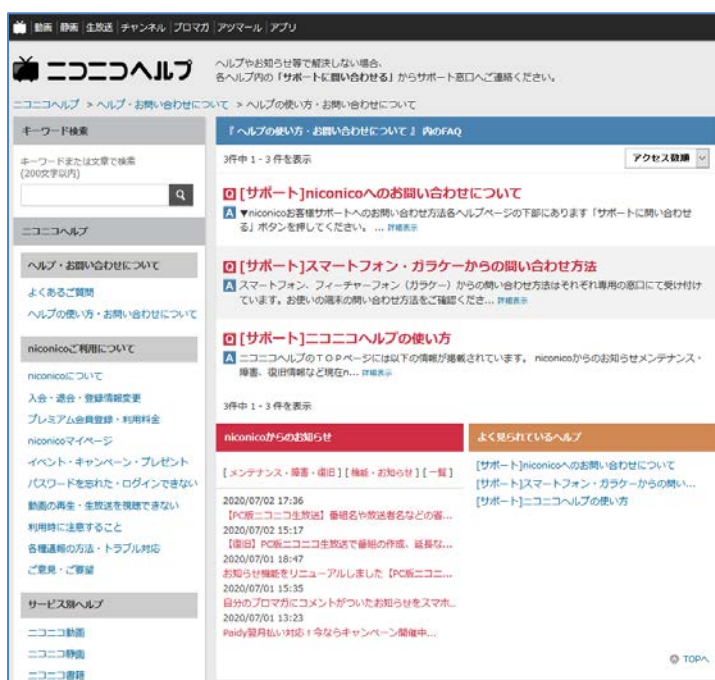 動画 静画 生放送 チャンネル ブロマガ アツマール アプリ
ニコニコヘルプ
ヘルプやお知らせ等で解決しない場合、
各ヘルプ内の「サポートに問い合わせる」からサポート窓口へご連絡ください。
ニコニコヘルプ > ヘルプ・お問い合わせについて > ヘルプの使い方・お問い合わせについて
キーワード検索
キーワードまたは文章で検索
(200文字以内)
ニコニコヘルプ
ヘルプ・お問い合わせについて
よくあるご質問
ヘルプの使い方・お問い合わせについて
niconicoご利用について
niconicoについて
入会・退会・登録情報変更
プレミアム会員登録・利用料金
niconicoマイページ
イベント・キャンペーン・プレゼント
パスワードを忘れた・ログインできない
動画の再生・生放送を視聴できない
利用時に注意すること
各種通報の方法・トラブル対応
ご意見・ご要望
サービス別ヘルプ
ニコニコ動画
ニコニコ静画
ニコニコ書籍
『 ヘルプの使い方・お問い合わせについて 』 内のFAQ
3件中 1 - 3 件を表示
アクセス数順
Q [サポート]niconicoへのお問い合わせについて
A ▼niconicoお客様サポートへのお問い合わせ方法各ヘルプページの下部にあります「サポートに問い合わせ
る」ボタンを押してください。 ... 詳細表示
Q [サポート]スマートフォン・ガラケーからの問い合わせ方法
A スマートフォン、フィーチャーフォン（ガラケー）からの問い合わせ方法はそれぞれ専用の窓口にて受け付け
ています。お使いの端末の問い合わせ方法をご確認くださ... 詳細表示
Q [サポート]ニコニコヘルプの使い方
A ニコニコヘルプのＴＯＰページには以下の情報が掲載されています。 niconicoからのお知らせメンテナンス・
障害、復旧情報など現在n... 詳細表示
3件中 1 - 3 件を表示
niconicoからのお知らせ
[ メンテナンス・障害・復旧 ] [ 機能・お知らせ ] [ 一覧 ]
2020/07/02 17:36
【PC版ニコニコ生放送】番組名や放送者名などの省...
2020/07/02 15:17
【復旧】PC版ニコニコ生放送で番組の作成、延長な...
2020/07/01 18:47
お知らせ機能をリニューアルしました【PC版ニコニ...
2020/07/01 15:35
自分のブロマガにコメントがついたお知らせをスマホ...
2020/07/01 13:23
Paidy翌月払い対応！今ならキャンペーン開催中...
よく見られているヘルプ
[サポート]niconicoへのお問い合わせについて
[サポート]スマートフォン・ガラケーからの問い...
[サポート]ニコニコヘルプの使い方
TOPへ